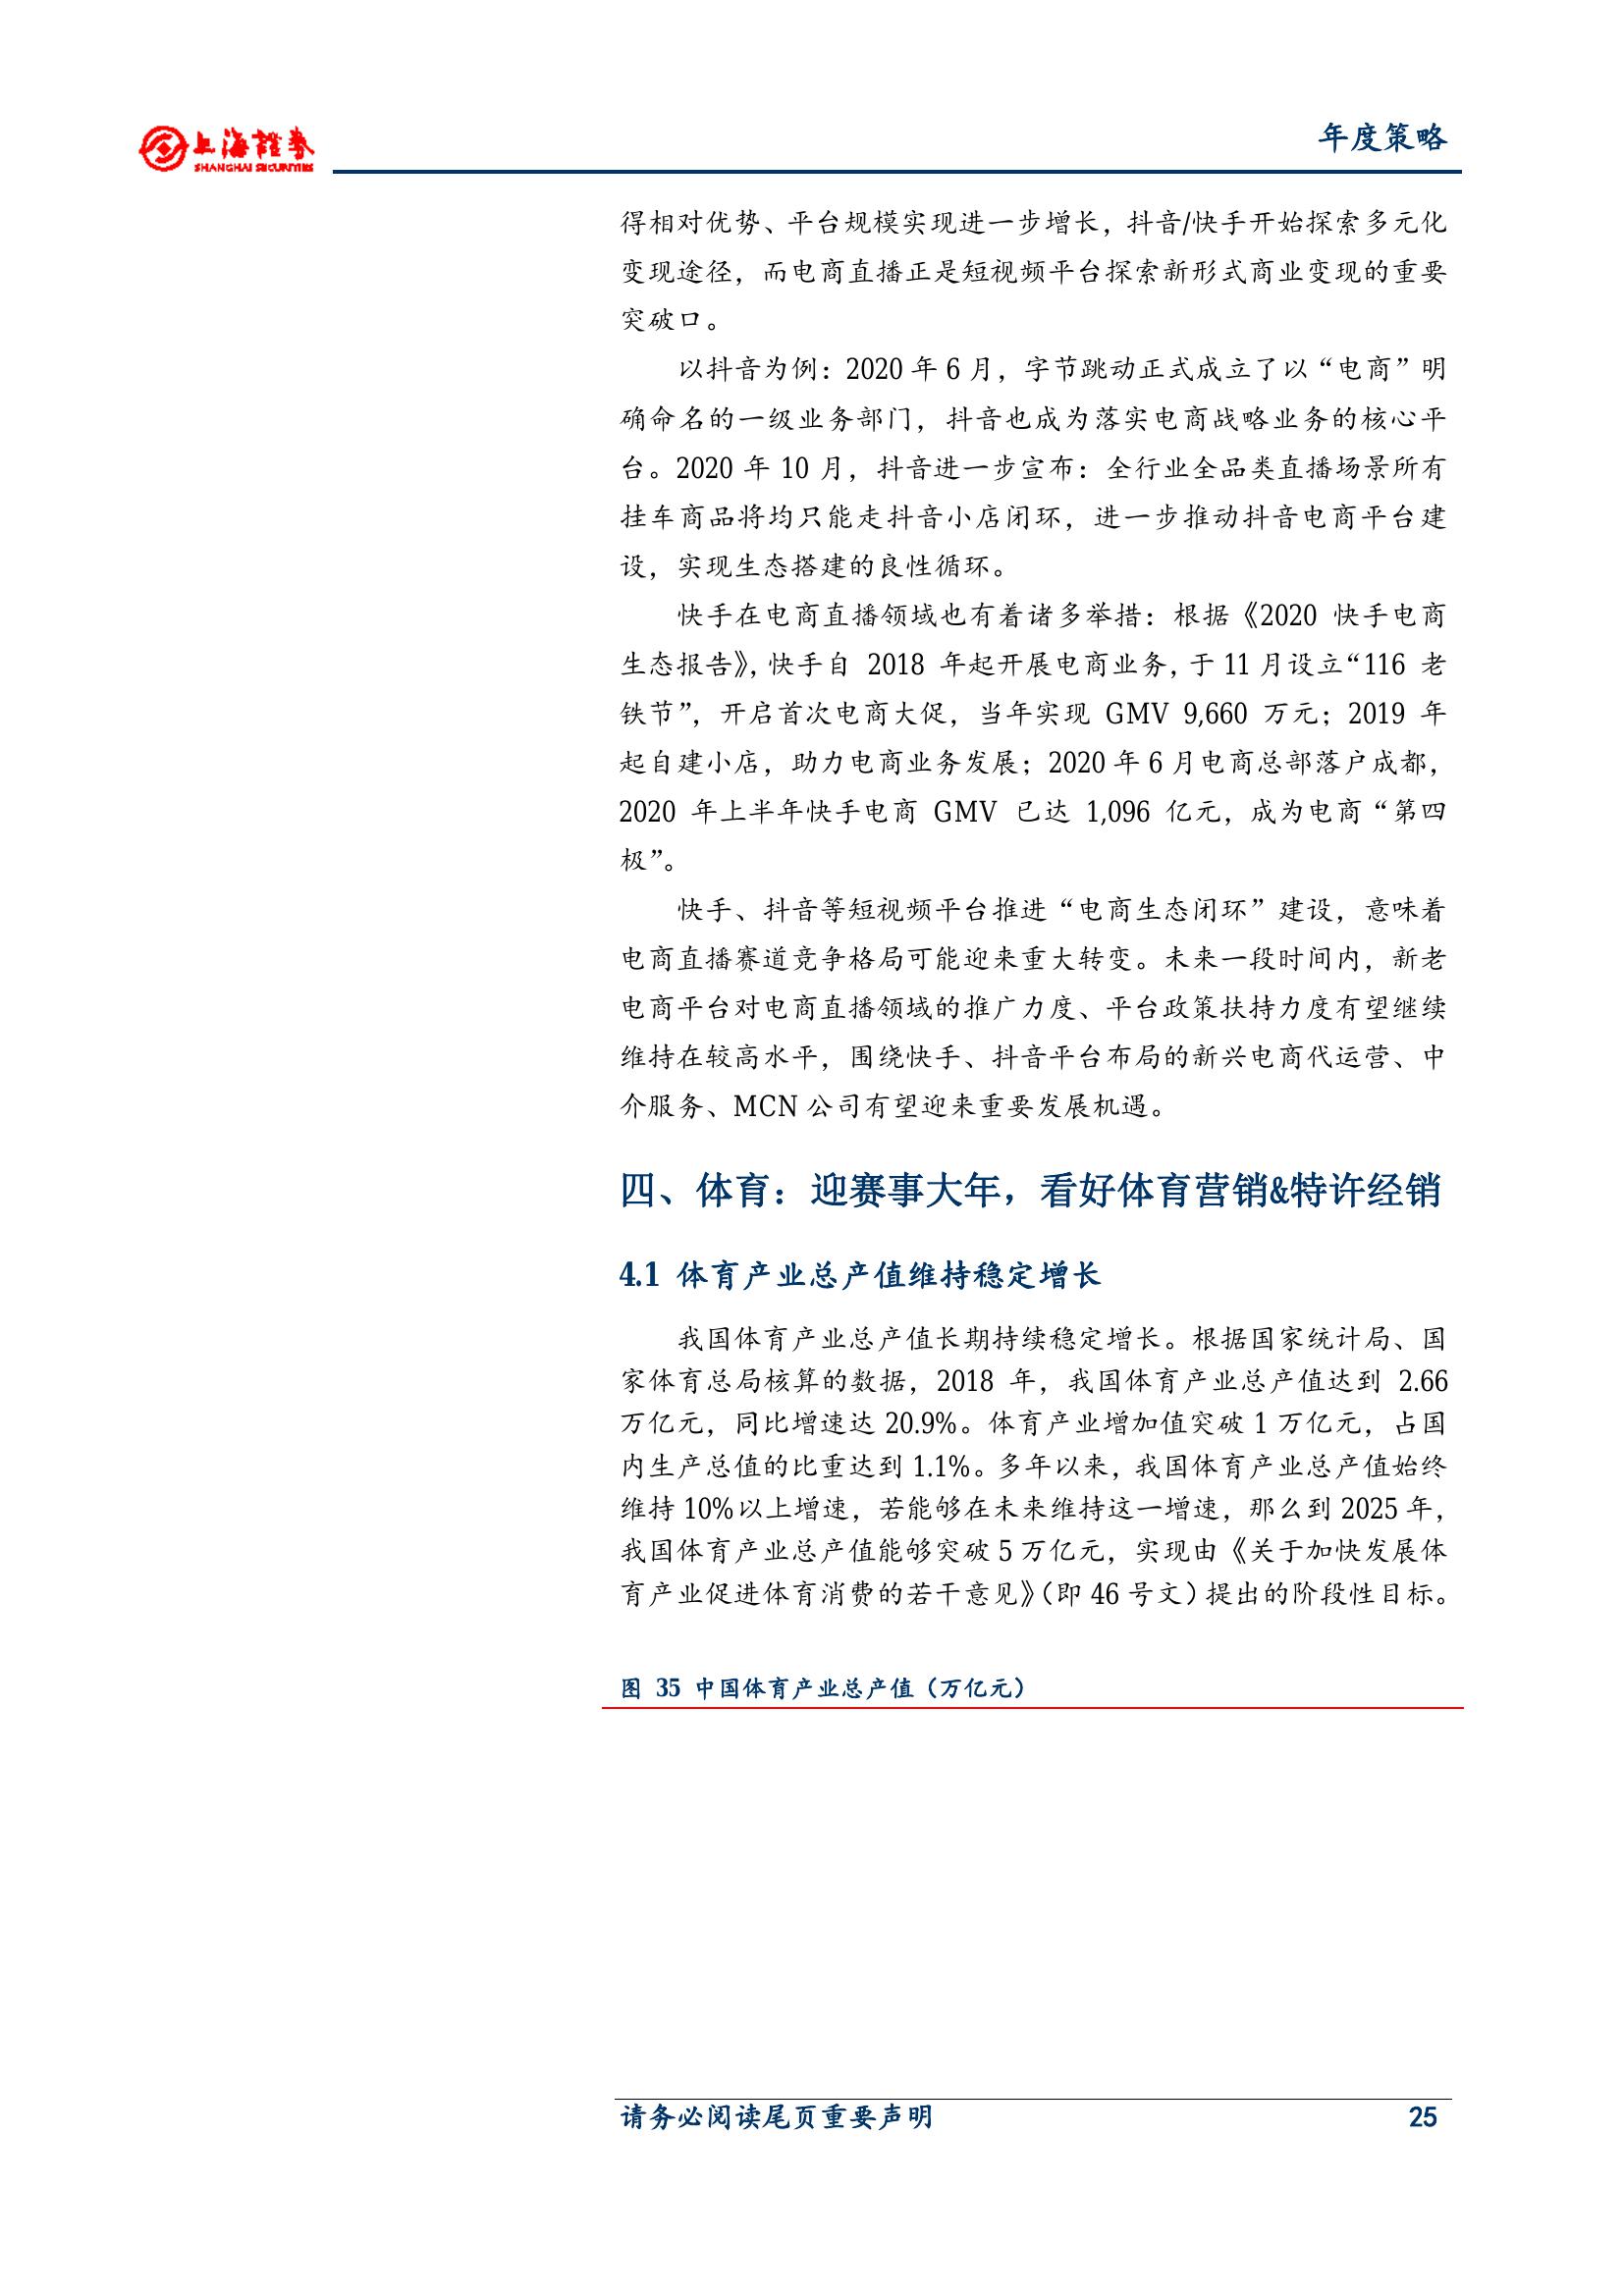 上海證券
SHANGHAI SECURITIES
年度策略
得相对优势、平台规模实现进一步增长，抖音/快手开始探索多元化
变现途径，而电商直播正是短视频平台探索新形式商业变现的重要
突破口。
以抖音为例：2020 年 6 月，字节跳动正式成立了以“电商”明
确命名的一级业务部门，抖音也成为落实电商战略业务的核心平
台。2020 年 10 月，抖音进一步宣布：全行业全品类直播场景所有
挂车商品将均只能走抖音小店闭环，进一步推动抖音电商平台建
设，实现生态搭建的良性循环。
快手在电商直播领域也有着诸多举措：根据《2020 快手电商
生态报告》，快手自 2018 年起开展电商业务，于 11 月设立“116 老
铁节”，开启首次电商大促，当年实现 GMV 9,660 万元；2019 年
起自建小店，助力电商业务发展；2020 年 6 月电商总部落户成都，
2020 年上半年快手电商 GMV 已达 1,096 亿元，成为电商“第四
极”。
快手、抖音等短视频平台推进“电商生态闭环”建设，意味着
电商直播赛道竞争格局可能迎来重大转变。未来一段时间内，新老
电商平台对电商直播领域的推广力度、平台政策扶持力度有望继续
维持在较高水平，围绕快手、抖音平台布局的新兴电商代运营、中
介服务、MCN 公司有望迎来重要发展机遇。
四、体育：迎赛事大年，看好体育营销&特许经销
4.1 体育产业总产值维持稳定增长
我国体育产业总产值长期持续稳定增长。根据国家统计局、国
家体育总局核算的数据，2018 年，我国体育产业总产值达到 2.66
万亿元，同比增速达 20.9%。体育产业增加值突破 1 万亿元，占国
内生产总值的比重达到 1.1%。多年以来，我国体育产业总产值始终
维持 10%以上增速，若能够在未来维持这一增速，那么到 2025 年，
我国体育产业总产值能够突破 5 万亿元，实现由《关于加快发展体
育产业促进体育消费的若干意见》（即 46 号文）提出的阶段性目标。
图 35 中国体育产业总产值（万亿元）
请务必阅读尾页重要声明
25